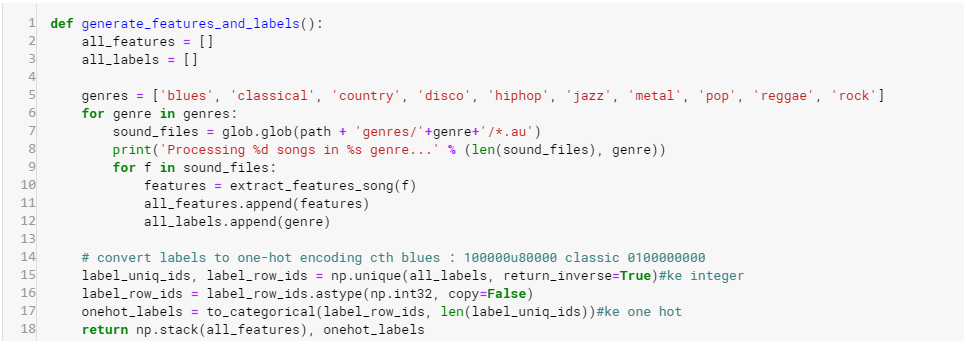 1 def generate_features_and_labels():
2     all_features = []
3     all_labels = []
4
5     genres = ['blues', 'classical', 'country', 'disco', 'hiphop', 'jazz', 'metal', 'pop', 'reggae', 'rock']
6     for genre in genres:
7         sound_files = glob.glob(path + 'genres/'+genre+'/*.au')
8         print('Processing %d songs in %s genre...' % (len(sound_files), genre))
9         for f in sound_files:
10             features = extract_features_song(f)
11             all_features.append(features)
12             all_labels.append(genre)
13
14     # convert labels to one-hot encoding cth blues : 100000u80000 classic 0100000000
15     label_uniq_ids, label_row_ids = np.unique(all_labels, return_inverse=True)#ke integer
16     label_row_ids = label_row_ids.astype(np.int32, copy=False)
17     onehot_labels = to_categorical(label_row_ids, len(label_uniq_ids))#ke one hot
18     return np.stack(all_features), onehot_labels